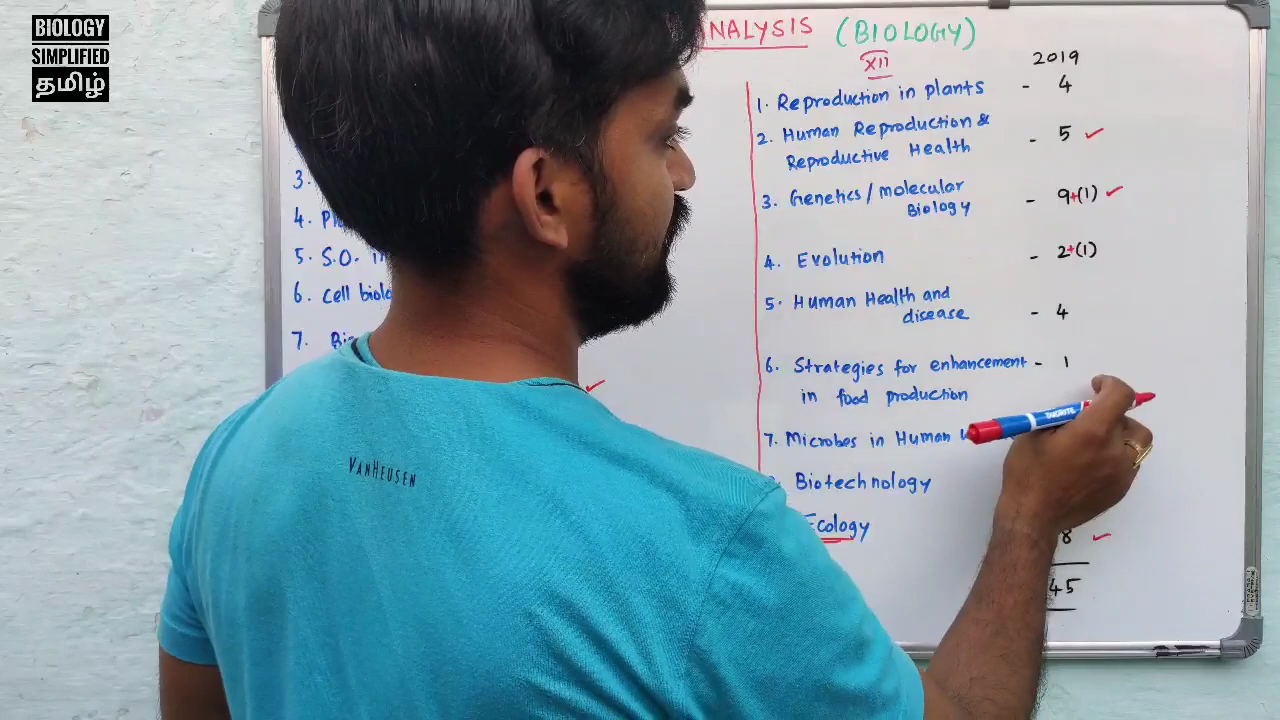 BIOLOGY
SIMPLIFIED
தமிழ்
NALYSIS (BIOLOGY)
XII
2019
1. Reproduction in plants - 4
2. Human Reproduction &
Reproductive Health - 5 ✓
3. Genetics / molecular
Biology - 9+(1) ✓
4. Evolution - 2+(1)
5. Human Health and
disease - 4
6. Strategies for enhancement - 1
in food production
7. Microbes in Human
Biotechnology
Ecology 8 ✓
45
3.
4.
5. S.O.
6. Cell
7.
VANHEUSEN
DUORITE